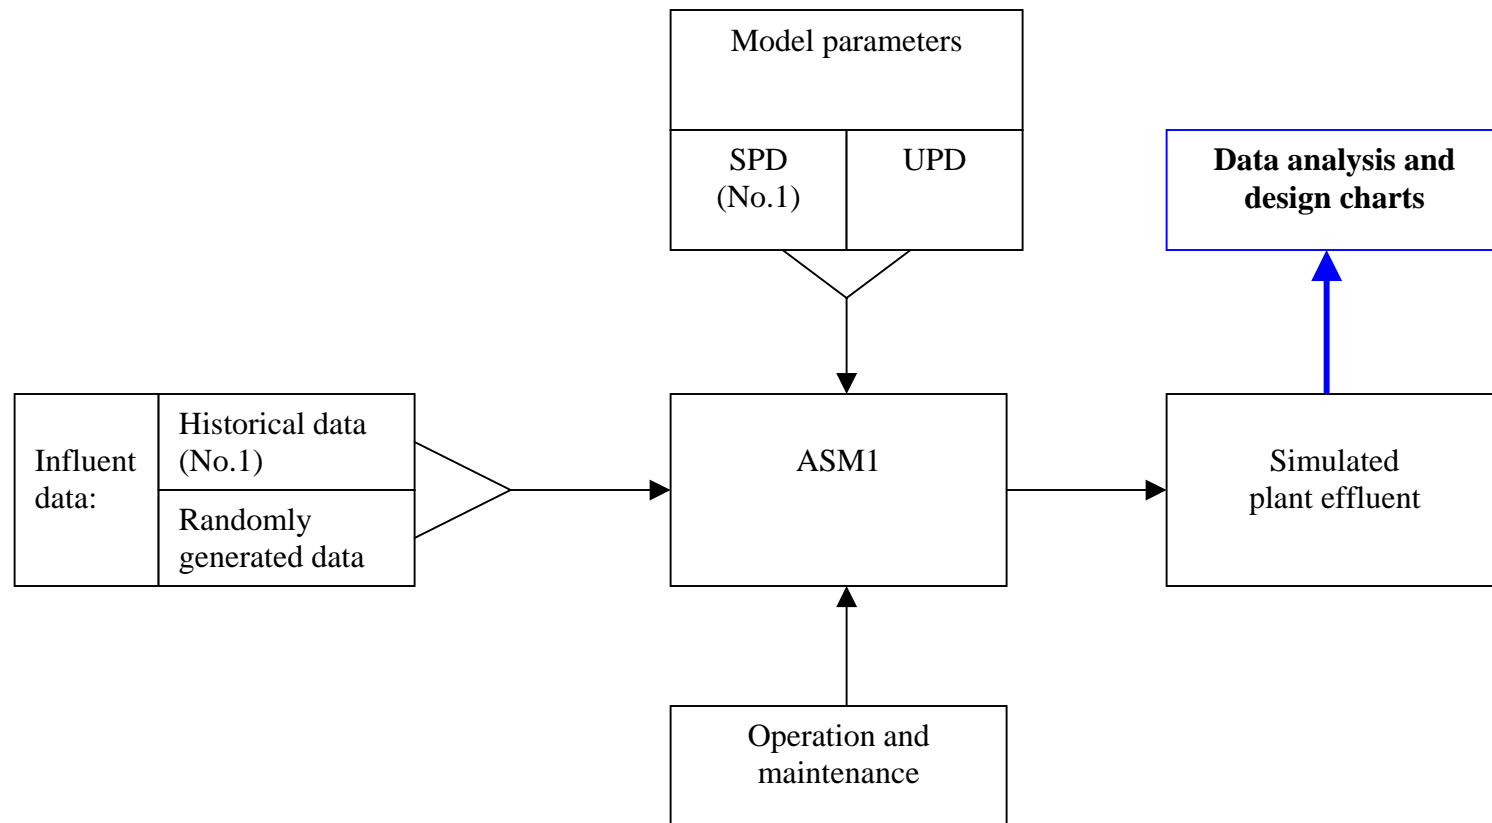 Model parameters
SPD
(No.1)
UPD
Data analysis and
design charts
Influent
data:
Historical data
(No.1)
Randomly
generated data
ASM1
Simulated
plant effluent
Operation and
maintenance